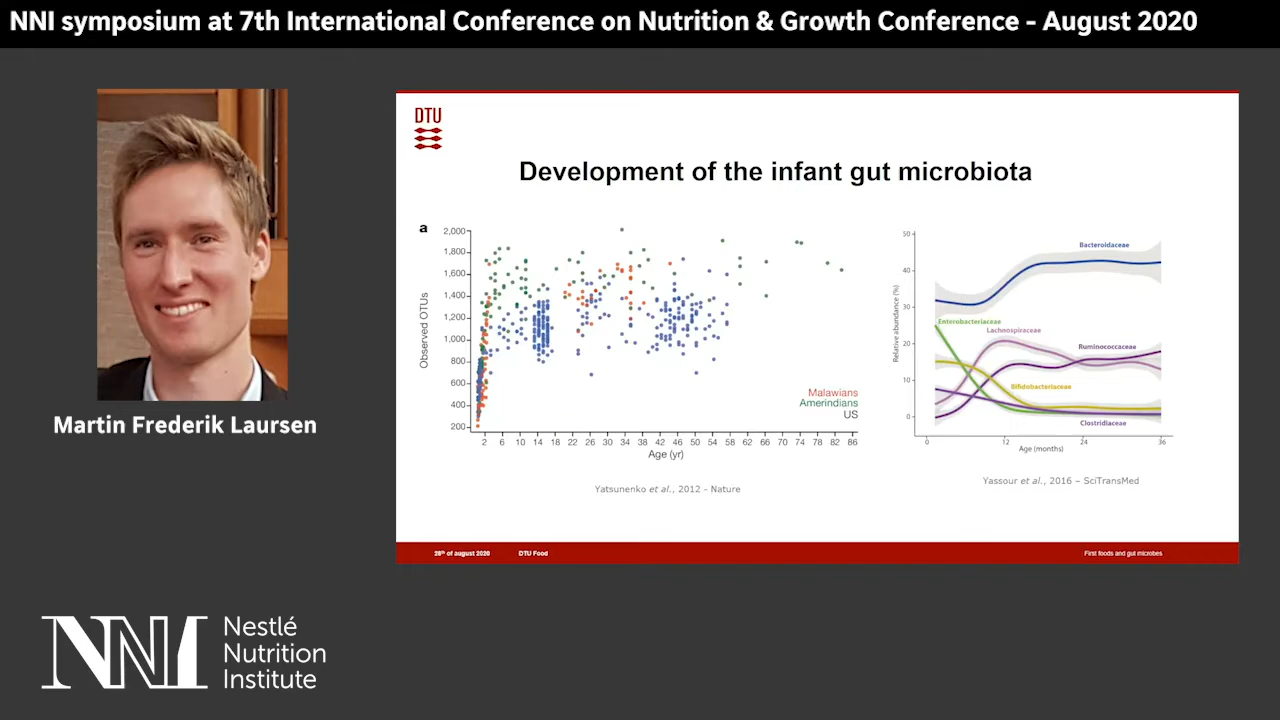 NNI symposium at 7th International Conference on Nutrition & Growth Conference – August 2020
DTU
Development of the infant gut microbiota
a
2,000
1,800
1,600
1,400
1,200
1,000
800
600
400
200
Observed OTUs
2 6 10 14 18 22 26 30 34 38 42 46 50 54 58 62 66 70 74 78 82 86
Age (yr)
Malawians
Amerindians
US
Yatsunenko et al., 2012 - Nature
50
40
30
20
10
0
Relative abundance (%)
Bacteroidaceae
Enterobacteriaceae
Lachnospiraceae
Ruminococcaceae
Bifidobacteriaceae
Clostridiaceae
0 12 24 36
Age (months)
Yassour et al., 2016 – SciTransMed
Martin Frederik Laursen
26th of august 2020
DTU Food
First foods and gut microbes
NNI
Nestlé
Nutrition
Institute